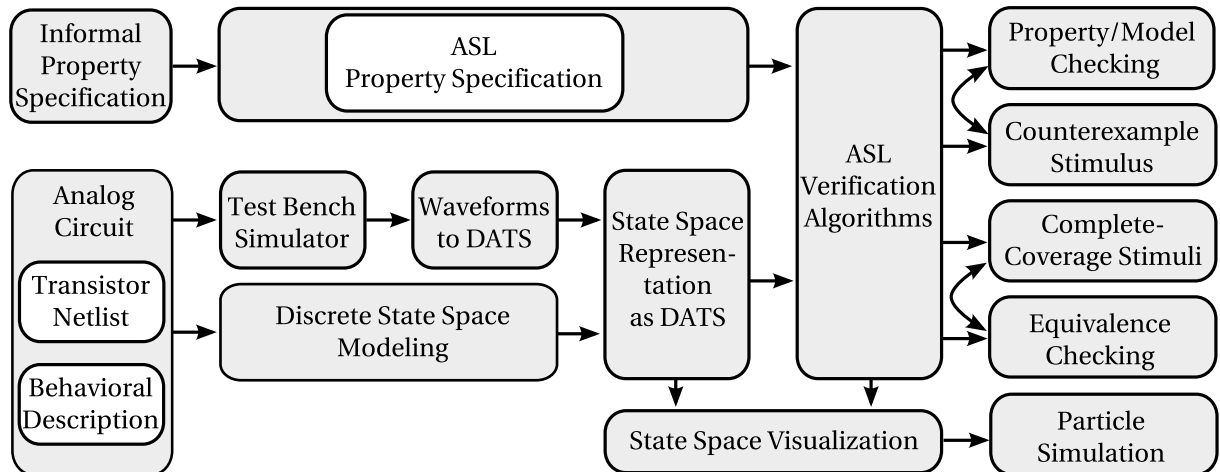 Informal
Property
Specification
ASL
Property Specification
ASL
Verification
Algorithms
Property/Model
Checking
Counterexample
Stimulus
Complete-
Coverage Stimuli
Equivalence
Checking
Analog
Circuit
Transistor
Netlist
Behavioral
Description
Test Bench
Simulator
Waveforms
to DATS
Discrete State Space
Modeling
State Space
Represen-
tation
as DATS
State Space Visualization
Particle
Simulation